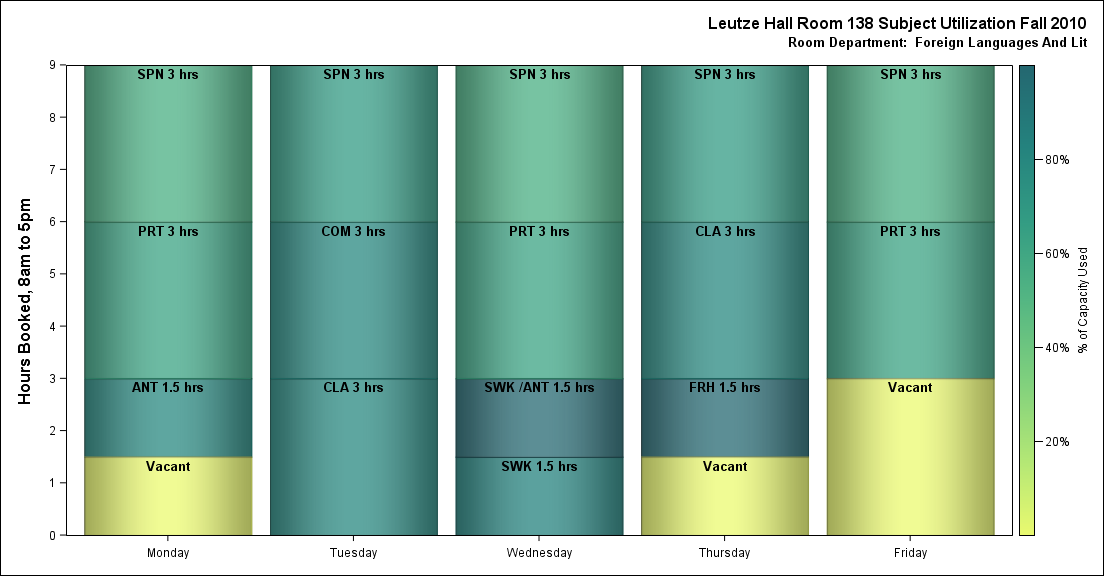 Leutze Hall Room 138 Subject Utilization Fall 2010
Room Department: Foreign Languages And Lit
Hours Booked, 8am to 5pm
9
8
7
6
5
4
3
2
1
0
SPN 3 hrs
PRT 3 hrs
ANT 1.5 hrs
Vacant
Monday
SPN 3 hrs
COM 3 hrs
CLA 3 hrs
Tuesday
SPN 3 hrs
PRT 3 hrs
SWK /ANT 1.5 hrs
SWK 1.5 hrs
Wednesday
SPN 3 hrs
CLA 3 hrs
FRH 1.5 hrs
Vacant
Thursday
SPN 3 hrs
PRT 3 hrs
Vacant
Friday
80%
60%
40%
20%
% of Capacity Used